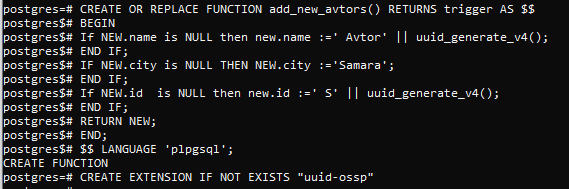 postgres=# CREATE OR REPLACE FUNCTION add_new_avtors() RETURNS trigger AS $$
postgres$# BEGIN
postgres$# If NEW.name is NULL then new.name :=' Avtor' || uuid_generate_v4();
postgres$# END IF;
postgres$# IF NEW.city is NULL THEN NEW.city :='Samara';
postgres$# END IF;
postgres$# If NEW.id  is NULL then new.id :=' S' || uuid_generate_v4();
postgres$# END IF;
postgres$# RETURN NEW;
postgres$# END;
postgres$# $$ LANGUAGE 'plpgsql';
CREATE FUNCTION
postgres=# CREATE EXTENSION IF NOT EXISTS "uuid-ossp"